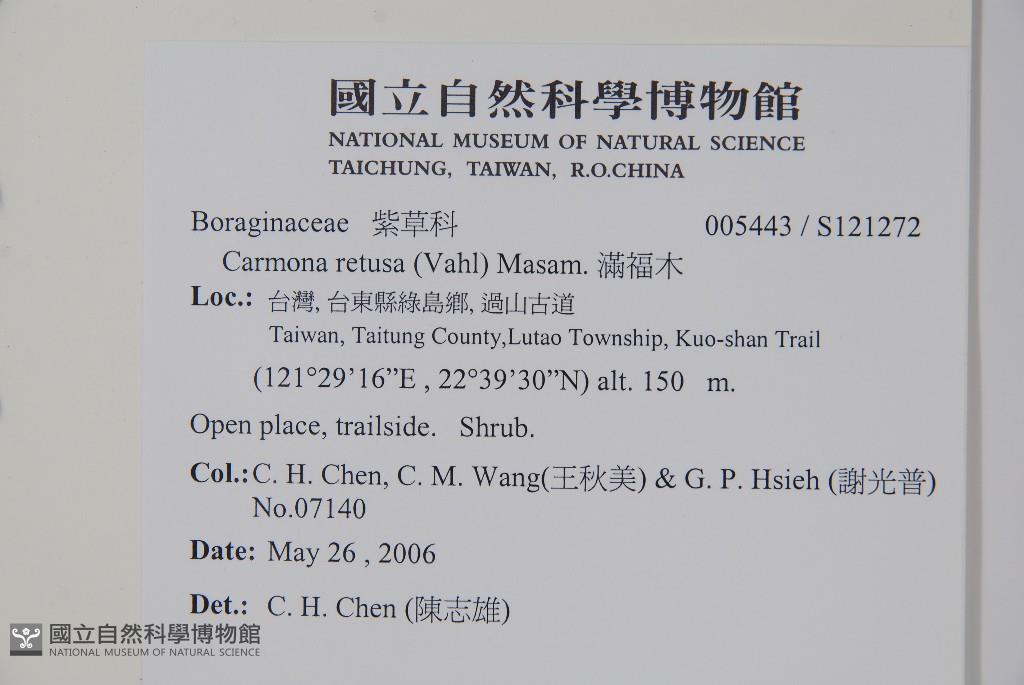 國立自然科學博物館
NATIONAL MUSEUM OF NATURAL SCIENCE
TAICHUNG, TAIWAN, R.O.CHINA
Boraginaceae 紫草科 005443 / S121272
Carmona retusa (Vahl) Masam. 滿福木
Loc.: 台灣, 台東縣綠島鄉, 過山古道
Taiwan, Taitung County,Lutao Township, Kuo-shan Trail
(121°29’16”E , 22°39’30”N) alt. 150 m.
Open place, trailside. Shrub.
Col.: C. H. Chen, C. M. Wang(王秋美) & G. P. Hsieh (謝光普)
No.07140
Date: May 26 , 2006
Det.: C. H. Chen (陳志雄)
國立自然科學博物館
NATIONAL MUSEUM OF NATURAL SCIENCE